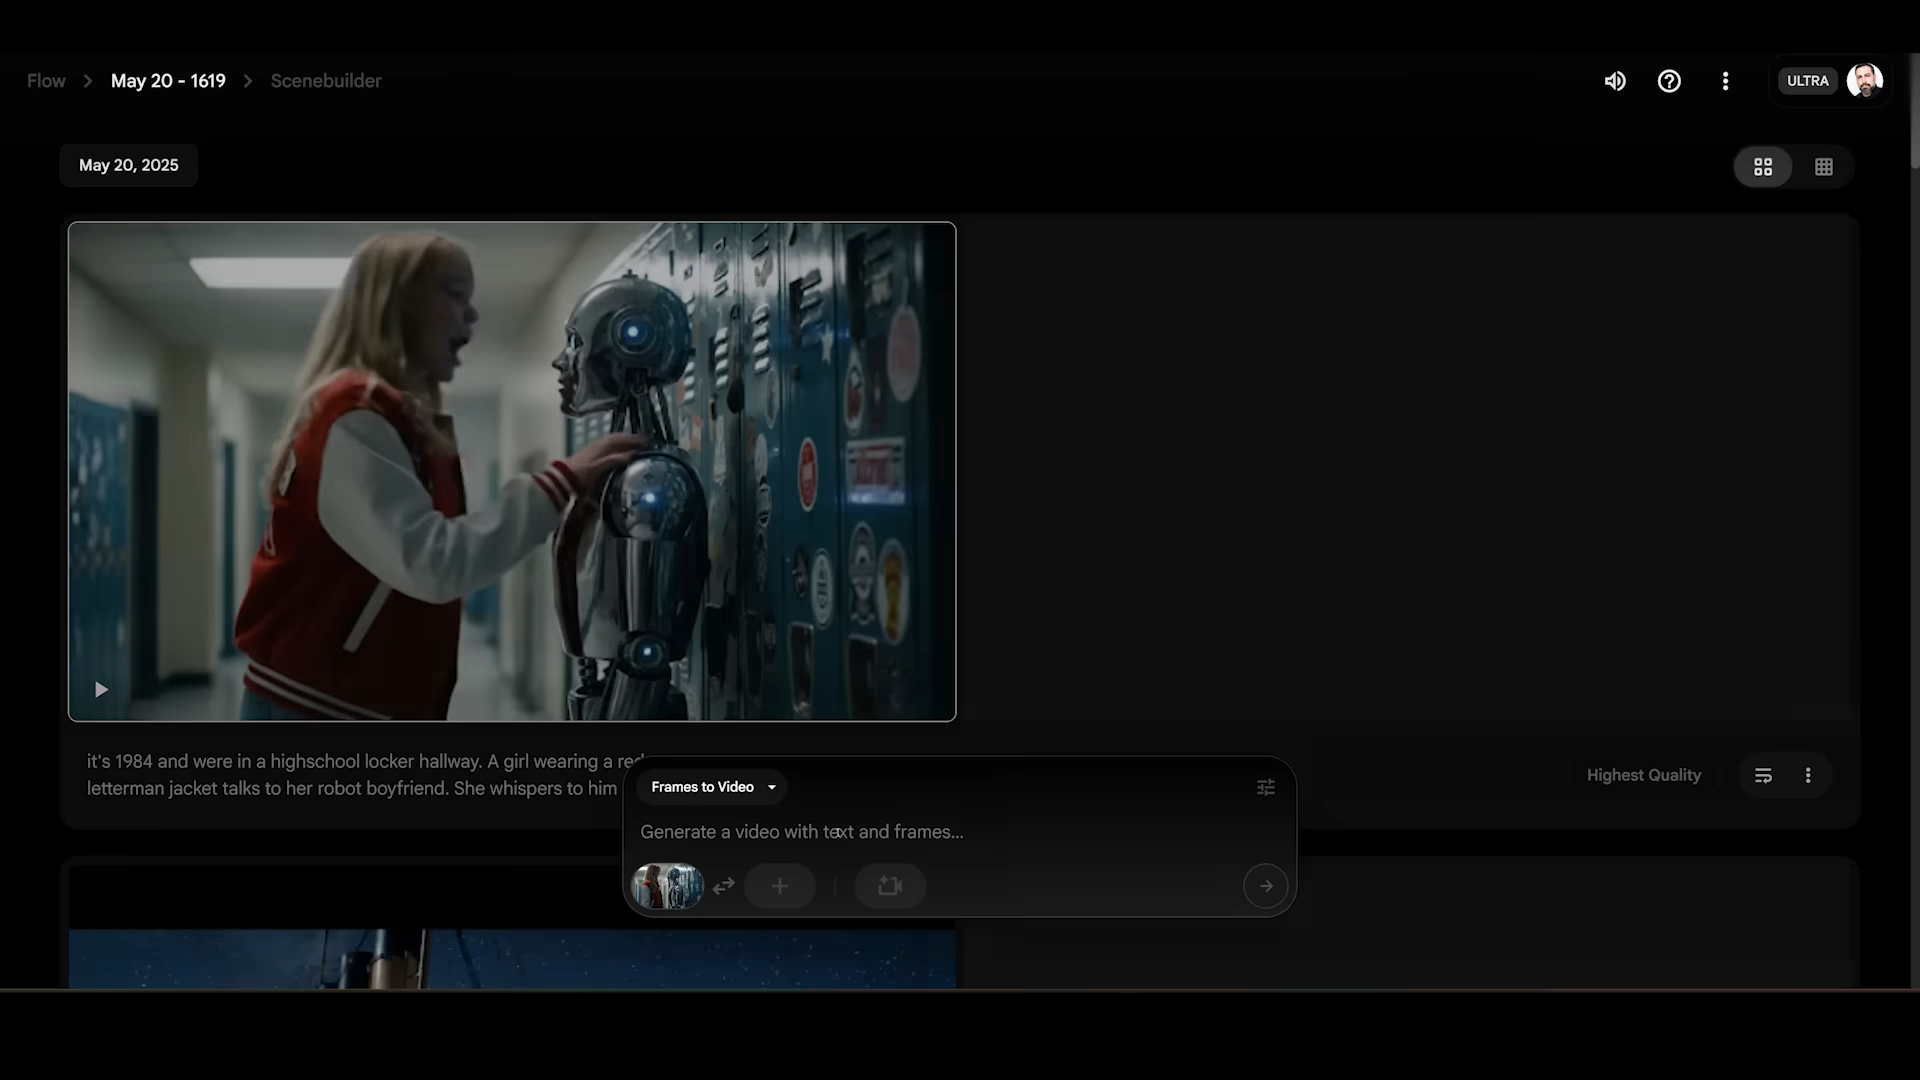 Flow > May 20 - 1619 > Scenebuilder
ULTRA
May 20, 2025
it's 1984 and were in a highschool locker hallway. A girl wearing a red
letterman jacket talks to her robot boyfriend. She whispers to him
Highest Quality
Frames to Video
Generate a video with text and frames...